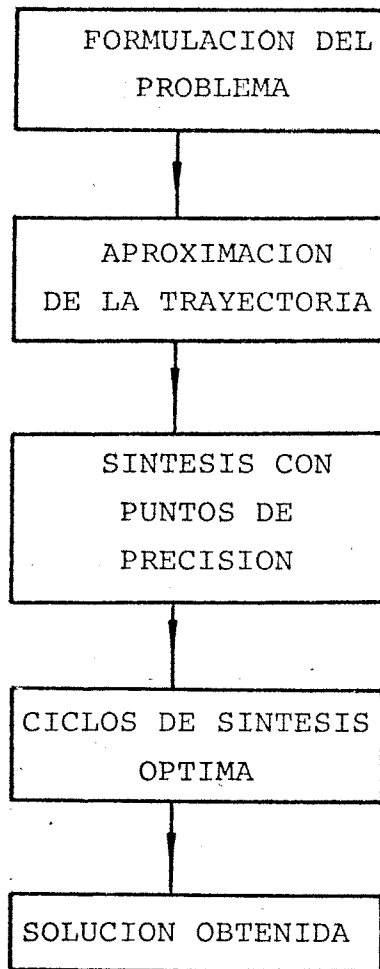 FORMULACION DEL
PROBLEMA
APROXIMACION
DE LA TRAYECTORIA
SINTESIS CON
PUNTOS DE
PRECISION
CICLOS DE SINTESIS
OPTIMA
SOLUCION OBTENIDA